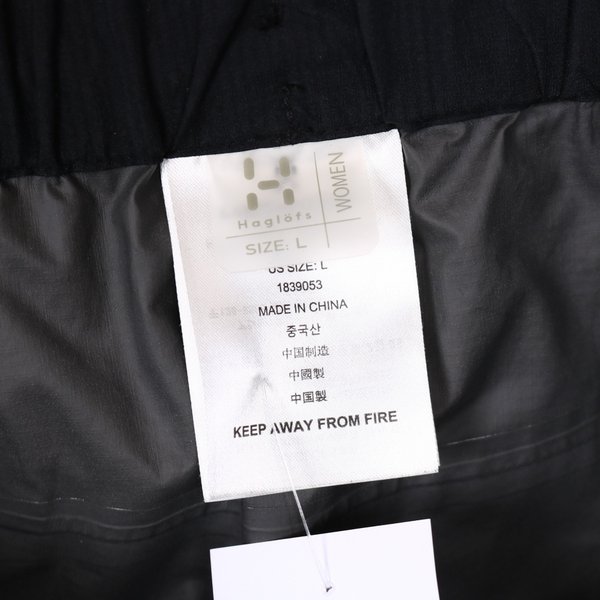 WOMEN
Haglöfs
SIZE: L
US SIZE: L
1839053
MADE IN CHINA
중국산
中国制造
中國製
中国製
KEEP AWAY FROM FIRE